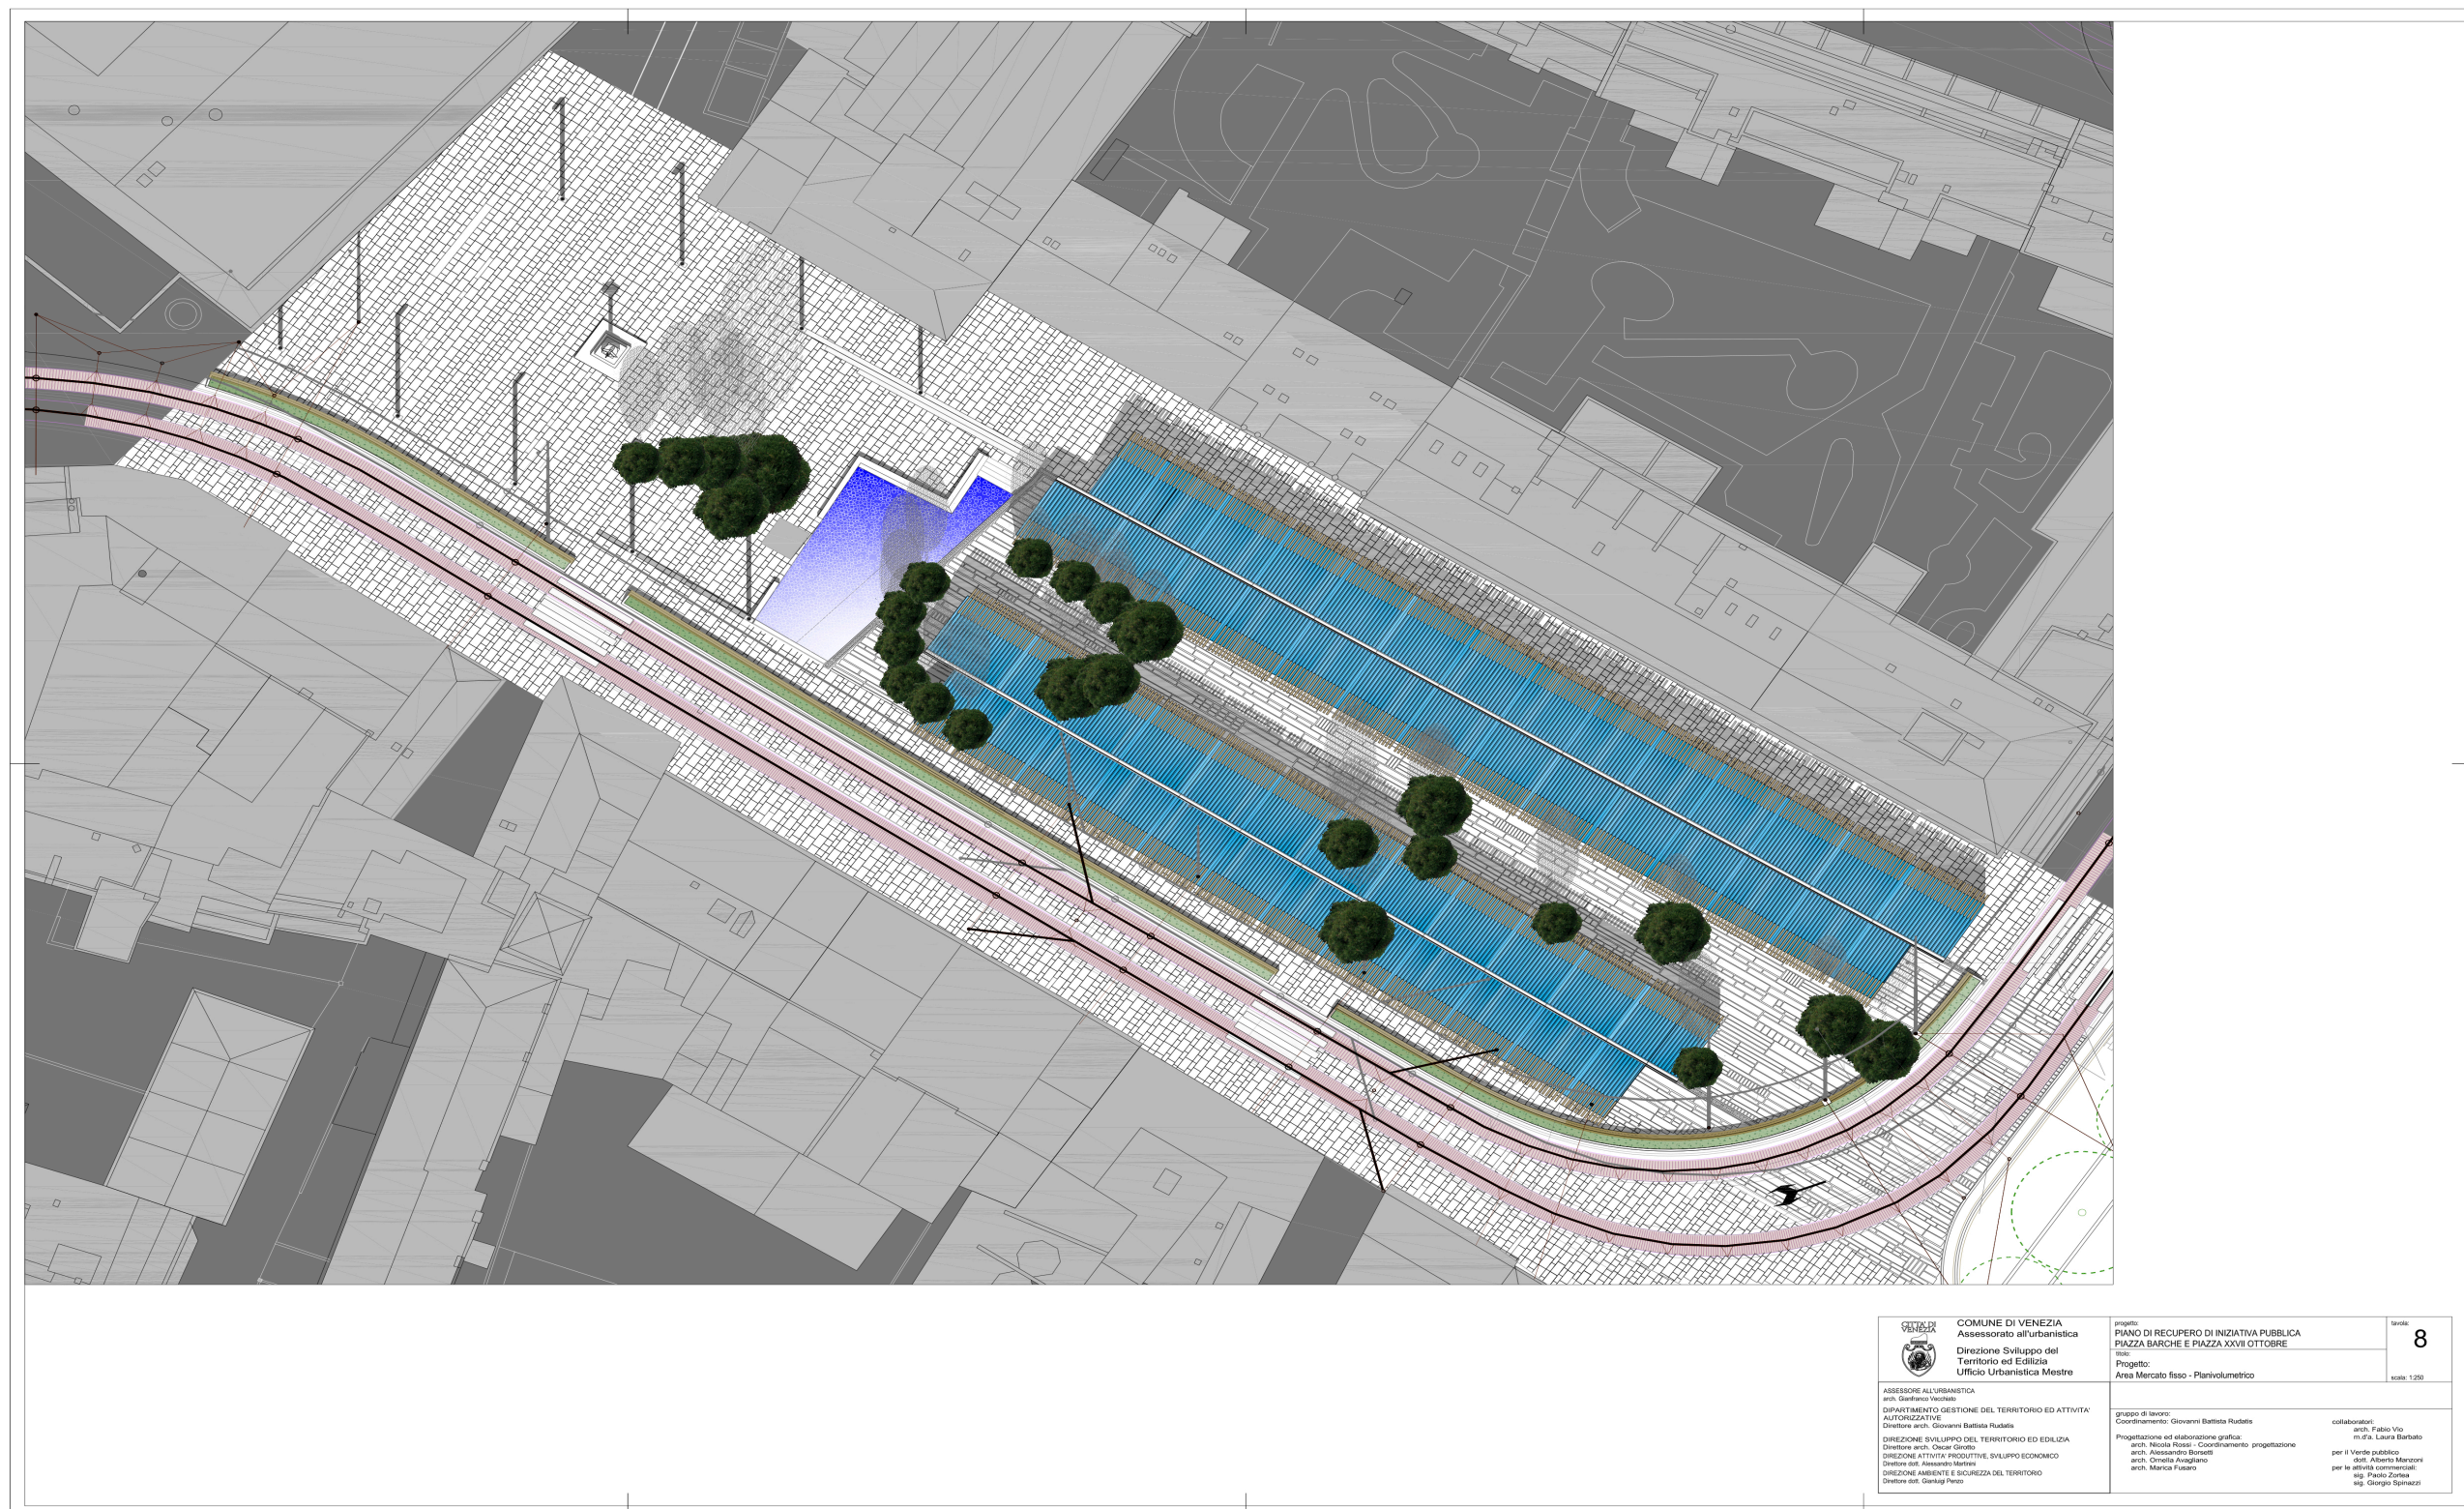 CITTA' DI
VENEZIA
COMUNE DI VENEZIA
Assessorato all'urbanistica
Direzione Sviluppo del
Territorio ed Edilizia
Ufficio Urbanistica Mestre
progetto:
PIANO DI RECUPERO DI INIZIATIVA PUBBLICA
PIAZZA BARCHE E PIAZZA XXVII OTTOBRE
titolo:
Progetto:
Area Mercato fisso - Planivolumetrico
tavola:
8
scala: 1:250
ASSESSORE ALL'URBANISTICA
arch. Gianfranco Vecchiato
DIPARTIMENTO GESTIONE DEL TERRITORIO ED ATTIVITA'
AUTORIZZATIVE
Direttore arch. Giovanni Battista Rudatis
DIREZIONE SVILUPPO DEL TERRITORIO ED EDILIZIA
Direttore arch. Oscar Girotto
DIREZIONE ATTIVITA' PRODUTTIVE, SVILUPPO ECONOMICO
Direttore dott. Alessandro Martinini
DIREZIONE AMBIENTE E SICUREZZA DEL TERRITORIO
Direttore dott. Gianluigi Penzo
gruppo di lavoro:
Coordinamento: Giovanni Battista Rudatis
Progettazione ed elaborazione grafica:
arch. Nicola Rossi - Coordinamento progettazione
arch. Alessandro Borsetti
arch. Ornella Avagliano
arch. Marica Fusaro
collaboratori:
arch. Fabio Vio
m.d'a. Laura Barbato
per il Verde pubblico
dott. Alberto Manzoni
per le attività commerciali:
sig. Paolo Zortea
sig. Giorgio Spinazzi